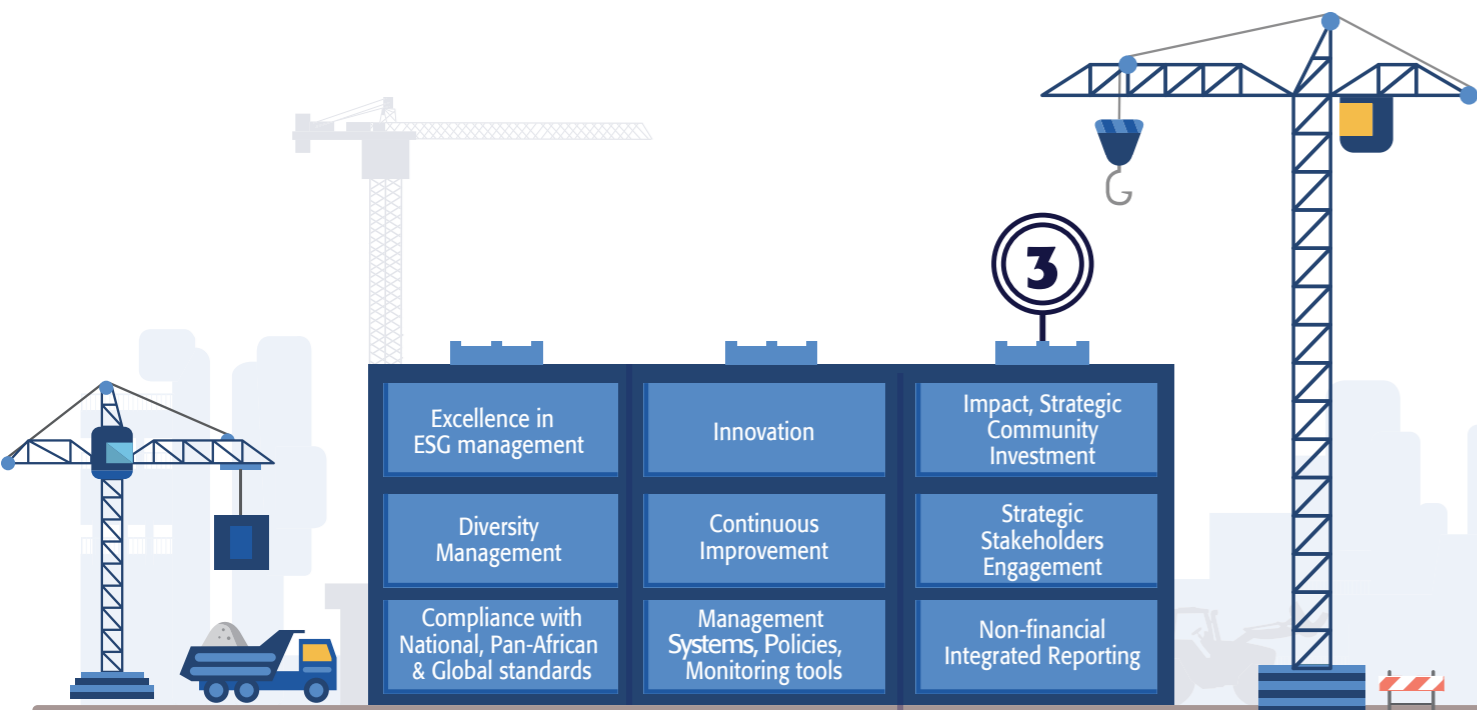 3
Excellence in
ESG management
Innovation
Impact, Strategic
Community
Investment
Diversity
Management
Continuous
Improvement
Strategic
Stakeholders
Engagement
Compliance with
National, Pan-African
& Global standards
Management
Systems, Policies,
Monitoring tools
Non-financial
Integrated Reporting